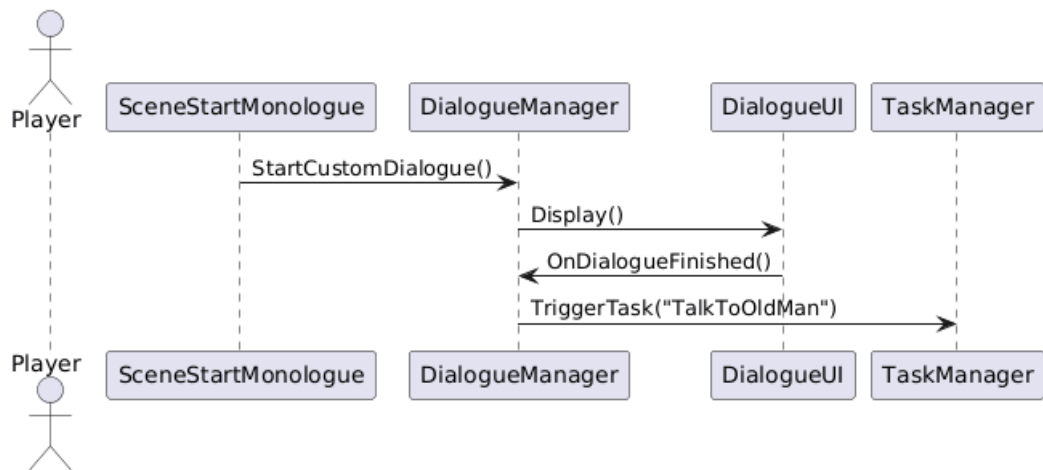 Player
SceneStartMonologue
DialogueManager
DialogueUI
TaskManager
StartCustomDialogue()
Display()
OnDialogueFinished()
TriggerTask("TalkToOldMan")
Player
SceneStartMonologue
DialogueManager
DialogueUI
TaskManager